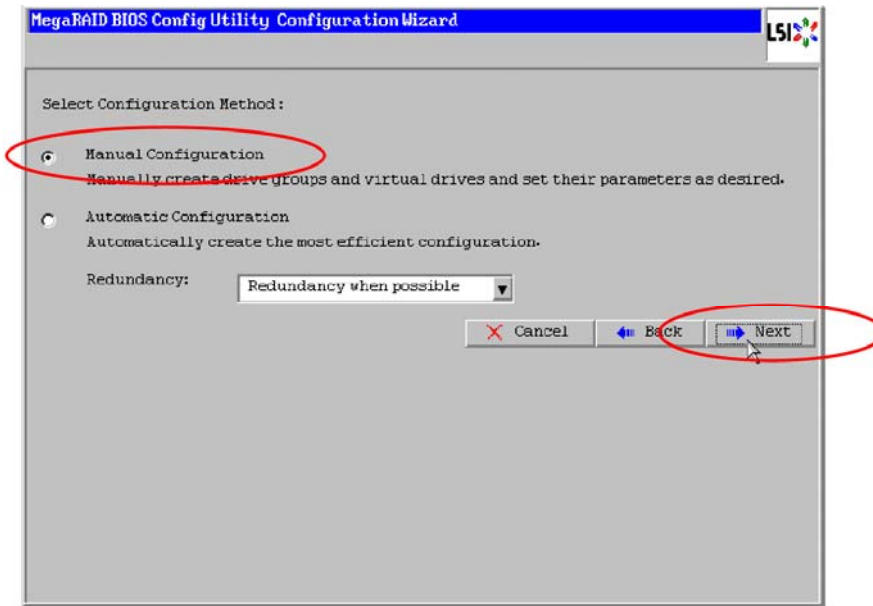 MegaRAID BIOS Config Utility Configuration Wizard
LSI
Select Configuration Method:
Manual Configuration
Manually create drive groups and virtual drives and set their parameters as desired.
Automatic Configuration
Automatically create the most efficient configuration.
Redundancy:
Redundancy when possible
Cancel
Back
Next